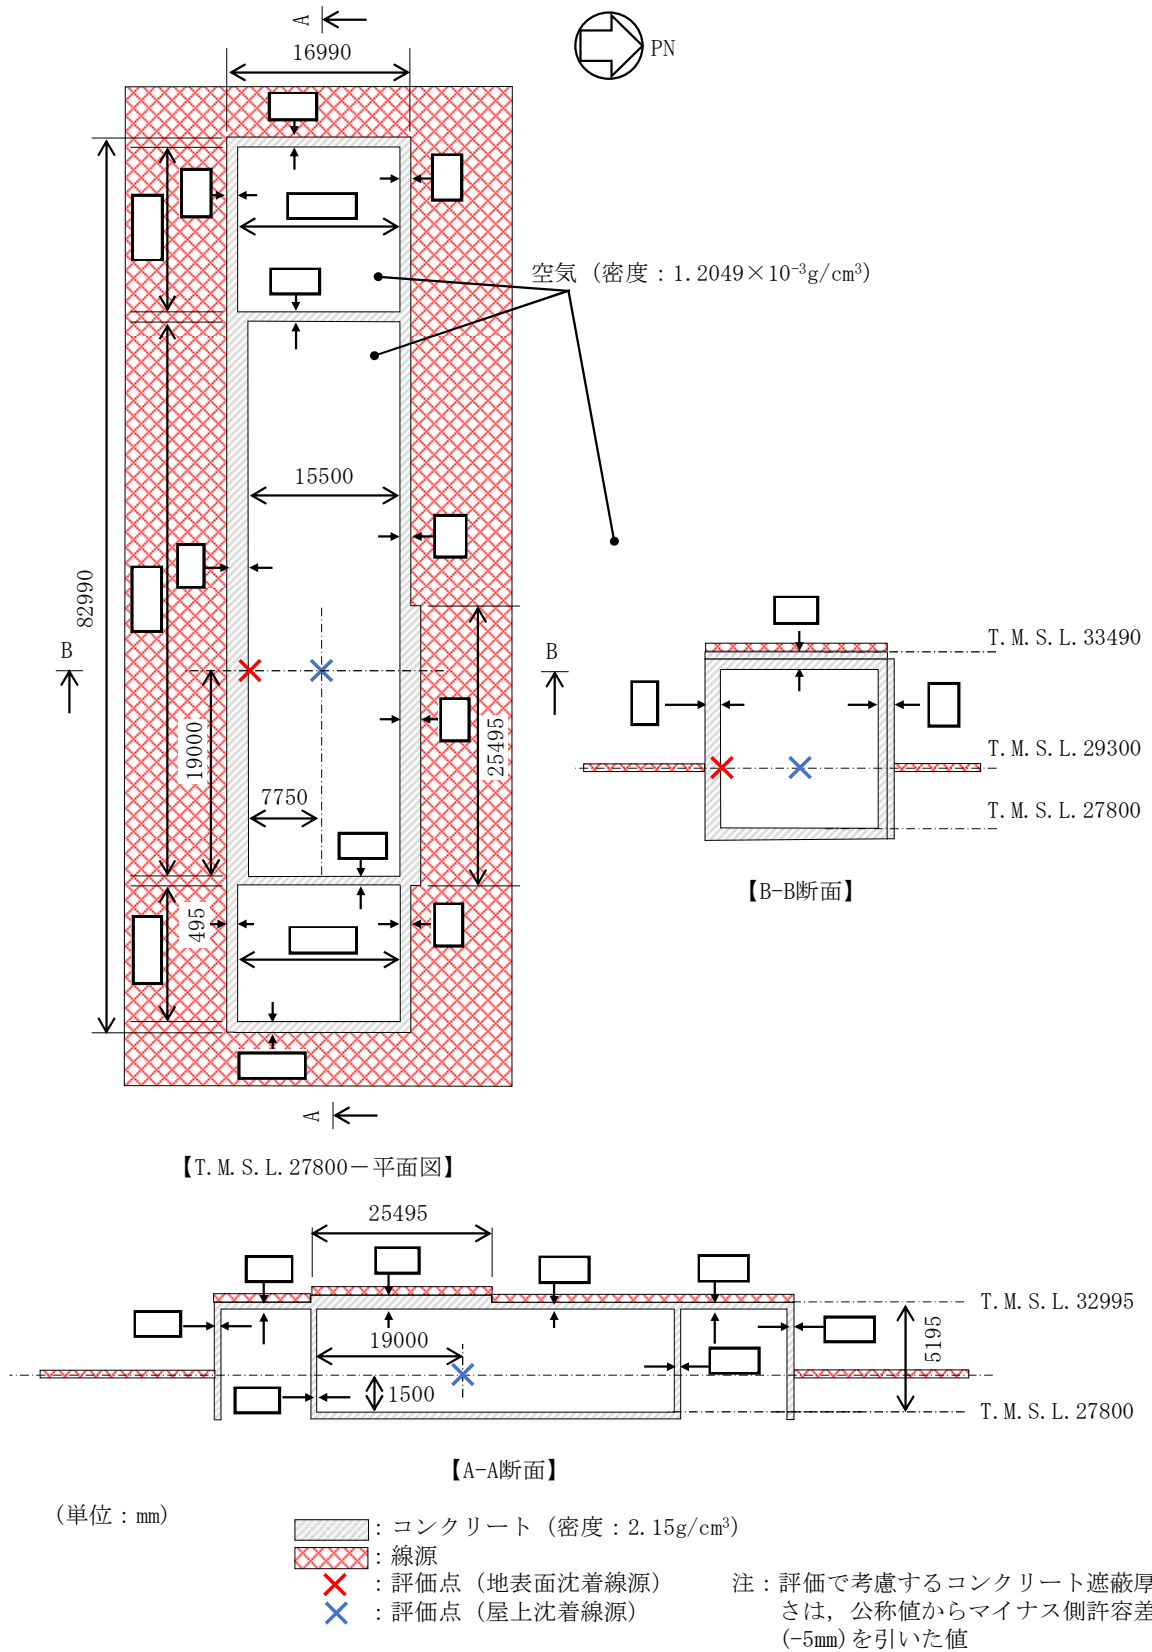 A
16990
PN
空気（密度：1.2049×10⁻³g/cm³）
15500
82990
B
B
T.M.S.L.33490
19000
25495
T.M.S.L.29300
7750
T.M.S.L.27800
495
【B-B断面】
A
【T.M.S.L.27800－平面図】
25495
T.M.S.L.32995
19000
5195
1500
T.M.S.L.27800
【A-A断面】
（単位：mm）
：コンクリート（密度：2.15g/cm³）
：線源
：評価点（地表面沈着線源）
：評価点（屋上沈着線源）
注：評価で考慮するコンクリート遮蔽厚
さは，公称値からマイナス側許容差
(-5mm)を引いた値